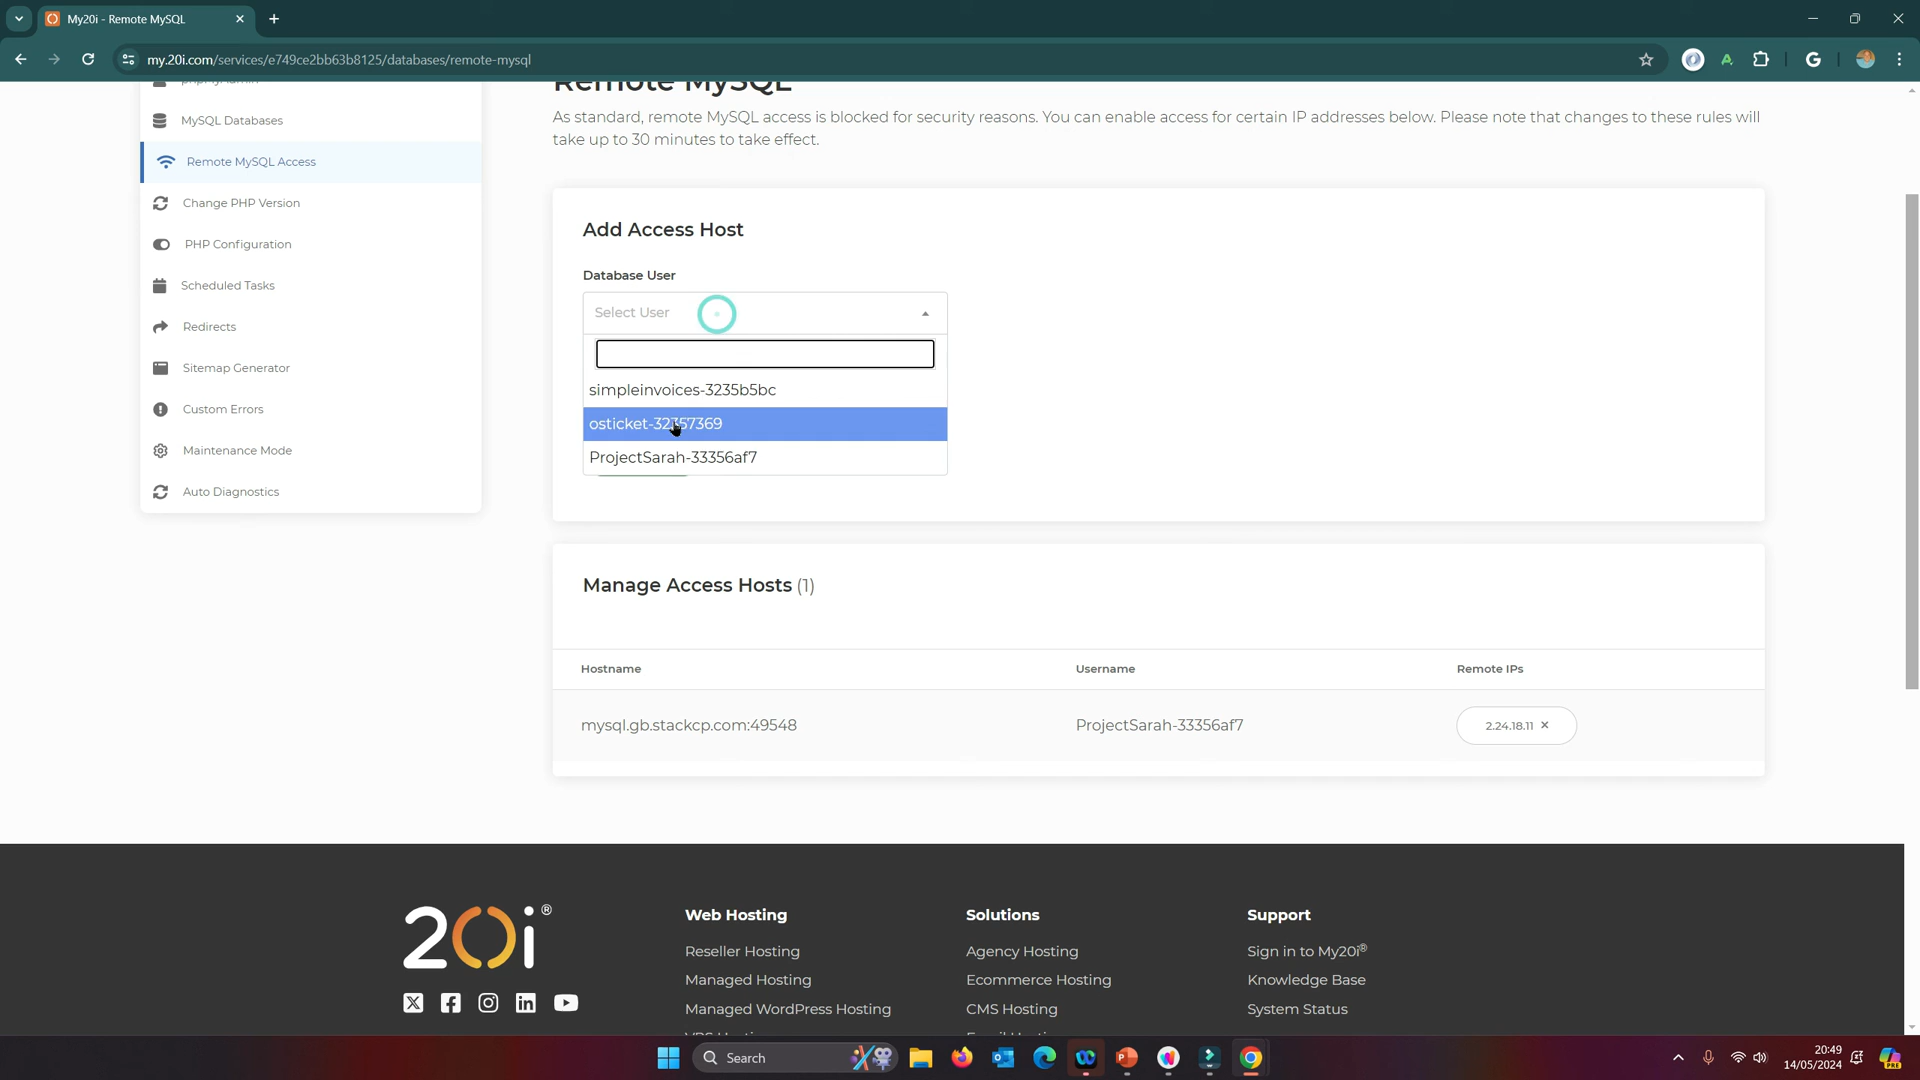 My20i - Remote MySQL
my.20i.com/services/e749ce2bb63b8125/databases/remote-mysql
phpMyAdmin
MySQL Databases
Remote MySQL Access
Change PHP Version
PHP Configuration
Scheduled Tasks
Redirects
Sitemap Generator
Custom Errors
Maintenance Mode
Auto Diagnostics
Remote MySQL
As standard, remote MySQL access is blocked for security reasons. You can enable access for certain IP addresses below. Please note that changes to these rules will
take up to 30 minutes to take effect.
Add Access Host
Database User
Select User
simpleinvoices-3235b5bc
osticket-32357369
ProjectSarah-33356af7
Manage Access Hosts (1)
Hostname Username Remote IPs
mysql.gb.stackcp.com:49548 ProjectSarah-33356af7 2.24.18.11 ×
20i®
Web Hosting
Reseller Hosting
Managed Hosting
Managed WordPress Hosting
Solutions
Agency Hosting
Ecommerce Hosting
CMS Hosting
Support
Sign in to My20i®
Knowledge Base
System Status
Search
20:49
14/05/2024